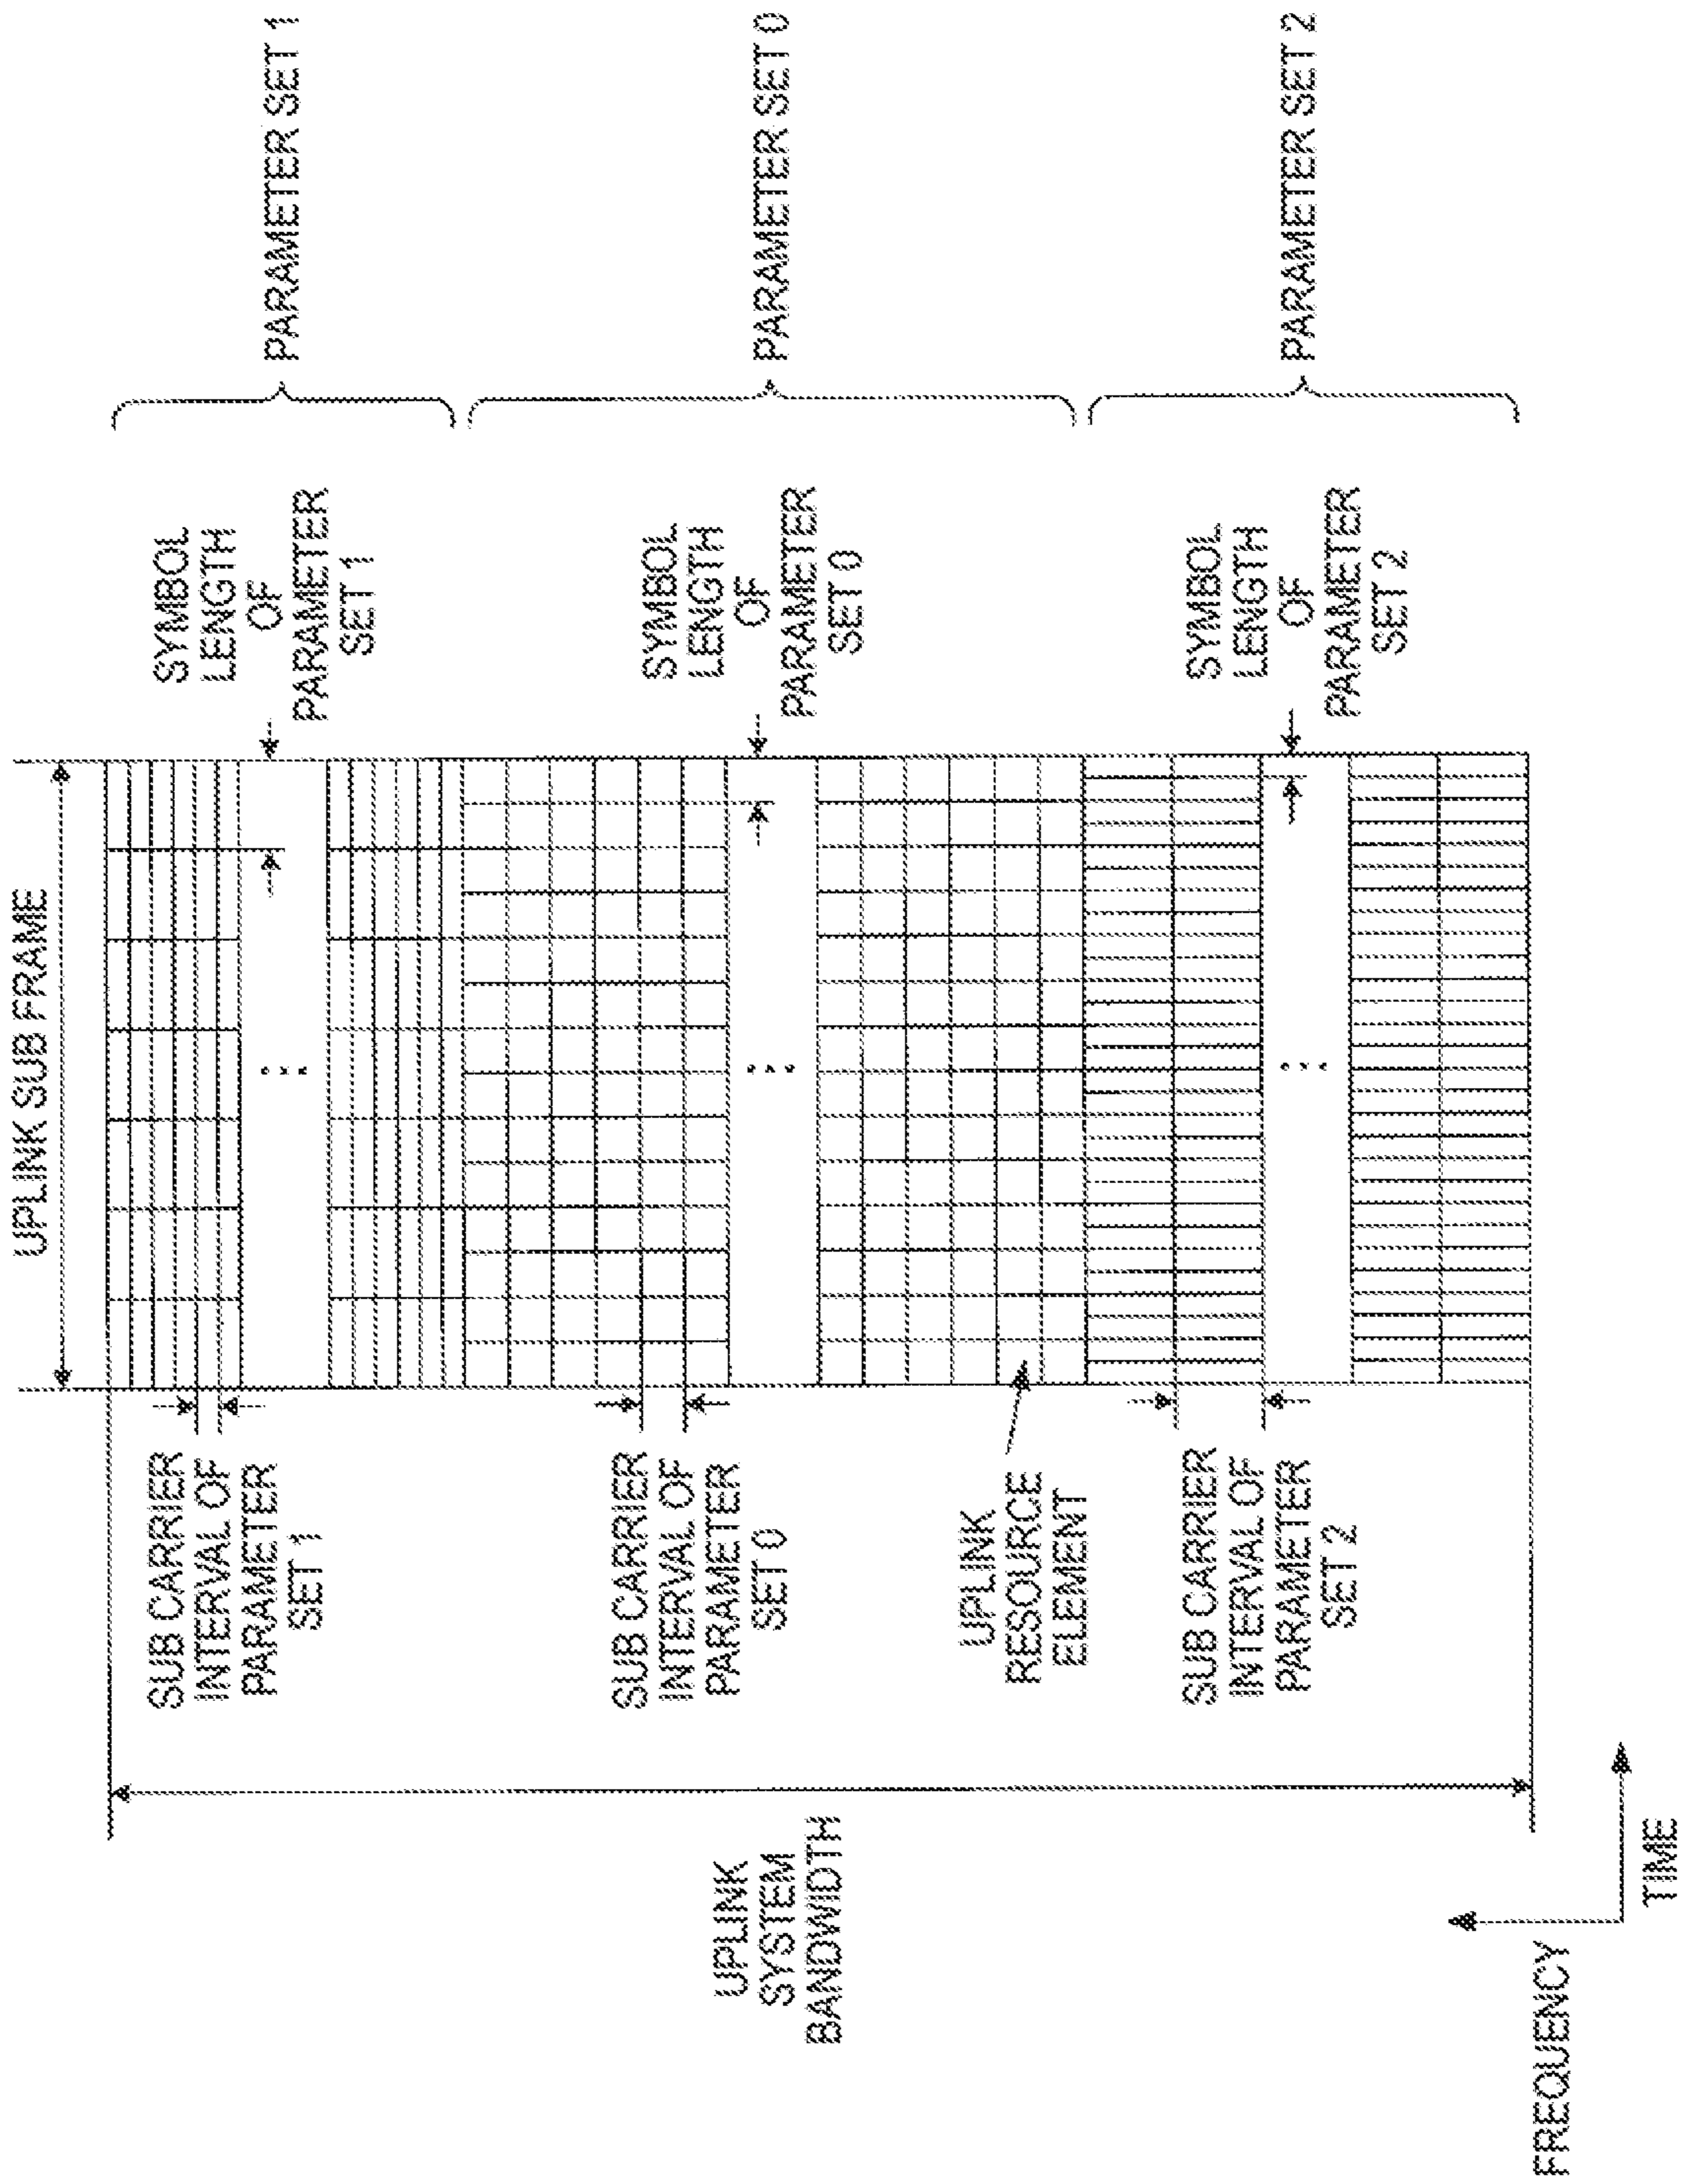 UPLINK SUB FRAME
SUB CARRIER
INTERVAL OF
PARAMETER
SET 1
SYMBOL
LENGTH
OF
PARAMETER
SET 1
PARAMETER SET 1
UPLINK
SYSTEM
BANDWIDTH
SUB CARRIER
INTERVAL OF
PARAMETER
SET 0
SYMBOL
LENGTH
OF
PARAMETER
SET 0
PARAMETER SET 0
UPLINK
RESOURCE
ELEMENT
SUB CARRIER
INTERVAL OF
PARAMETER
SET 2
SYMBOL
LENGTH
OF
PARAMETER
SET 2
PARAMETER SET 2
FREQUENCY
TIME